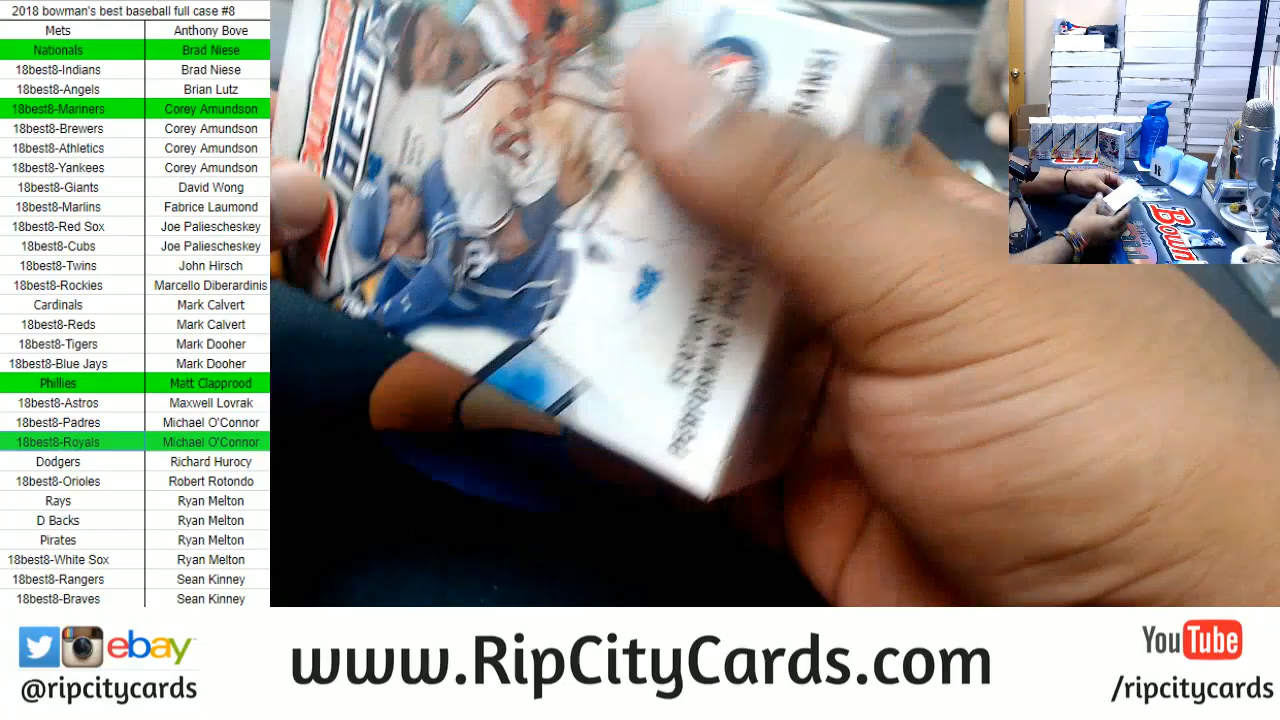 2018 bowman's best baseball full case #8
Mets Anthony Bove
Nationals Brad Niese
18best8-Indians Brad Niese
18best8-Angels Brian Lutz
18best8-Mariners Corey Amundson
18best8-Brewers Corey Amundson
18best8-Athletics Corey Amundson
18best8-Yankees Corey Amundson
18best8-Giants David Wong
18best8-Marlins Fabrice Laumond
18best8-Red Sox Joe Paliescheskey
18best8-Cubs Joe Paliescheskey
18best8-Twins John Hirsch
18best8-Rockies Marcello Diberardinis
Cardinals Mark Calvert
18best8-Reds Mark Calvert
18best8-Tigers Mark Dooher
18best8-Blue Jays Mark Dooher
Phillies Matt Clapprood
18best8-Astros Maxwell Lovrak
18best8-Padres Michael O'Connor
18best8-Royals Michael O'Connor
Dodgers Richard Hurocy
18best8-Orioles Robert Rotondo
Rays Ryan Melton
D Backs Ryan Melton
Pirates Ryan Melton
18best8-White Sox Ryan Melton
18best8-Rangers Sean Kinney
18best8-Braves Sean Kinney
BEST
Bown
ebay
@ripcitycards
www.RipCityCards.com
YouTube
/ripcitycards